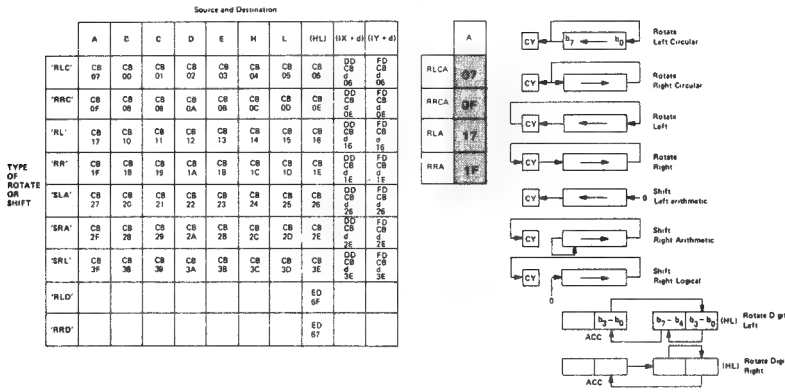 Source and Destination
A B C D E H L (HL) (IX + d) (IY + d)
'RLC' CB 07 CB 00 CB 01 CB 02 CB 03 CB 04 CB 05 CB 06 DD CB d 06 FD CB d 06
'RRC' CB 0F CB 08 CB CB 0A CB 0B CB 0C CB 0D CB 0E DD CB d 0E FD CB d 0E
'RL' CB 17 CB 10 CB 11 CB 12 CB 13 CB 14 CB 15 CB 16 DD CB d 16 FD CB d 16
'RR' CB 1F CB 18 CB 19 CB 1A CB 1B CB 1C CB 1D CB 1E DD CB d 1E FD CB d 1E
'SLA' CB 27 CB 20 CB 21 CB 22 CB 23 CB 24 CB 25 CB 26 DD CB d 26 FD CB d 26
'SRA' CB 2F CB 28 CB 29 CB 2A CB 2B CB 2C CB 2D CB 2E DD CB d 2E FD CB d 2E
'SRL' CB 3F CB 38 CB 39 CB 3A CB 3B CB 3C CB 3D CB 3E DD CB d 3E FD CB d 3E
'RLD' ED 6F
'RRD' ED 67
TYPE
OF
ROTATE
OR
SHIFT
A
RLCA 07
RRCA 0F
RLA 17
RRA 1F
CY b7 b0 Rotate
Left Circular
CY Rotate
Right Circular
CY Rotate
Left
CY Rotate
Right
CY 0 Shift
Left arithmetic
CY Shift
Right Arithmetic
CY Shift
Right Logical
0
b3 – b0 b7 – b4 b3 – b0 (HL) Rotate Digit
Left
ACC
(HL) Rotate Digi
Right
ACC